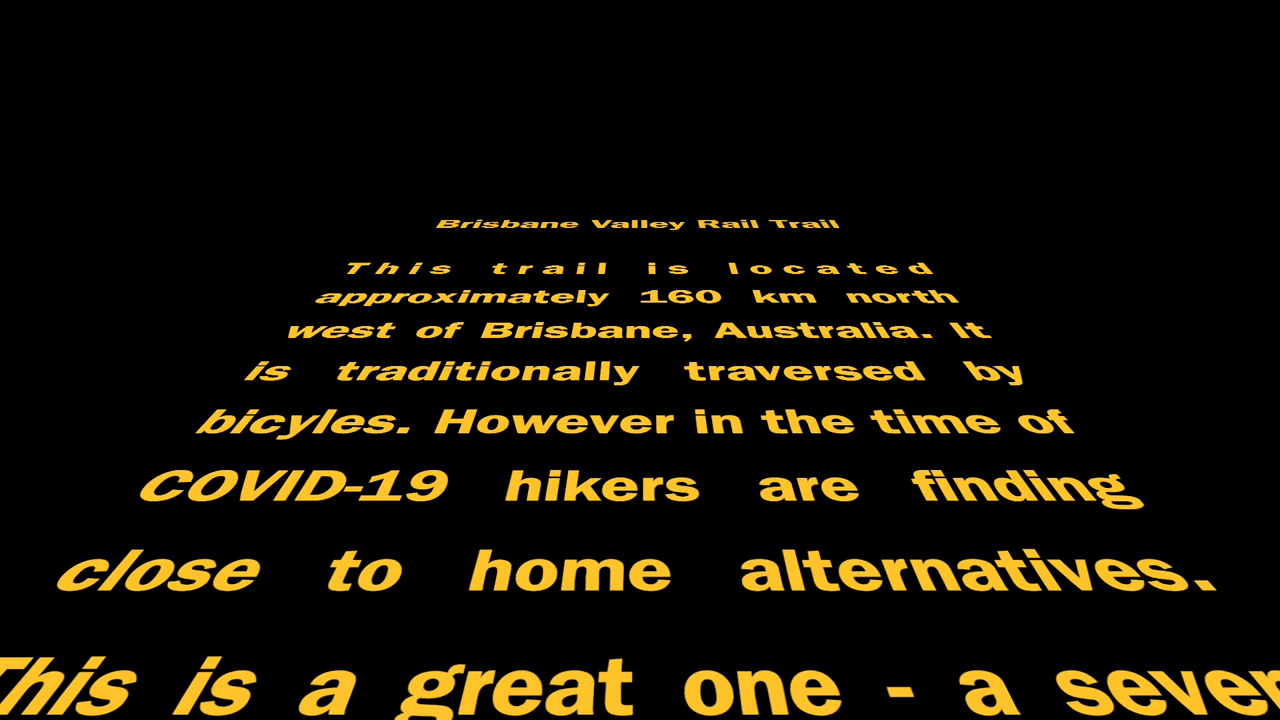 Brisbane Valley Rail Trail
This trail is located
approximately 160 km north
west of Brisbane, Australia. It
is traditionally traversed by
bicyles. However in the time of
COVID-19 hikers are finding
close to home alternatives.
This is a great one - a seven